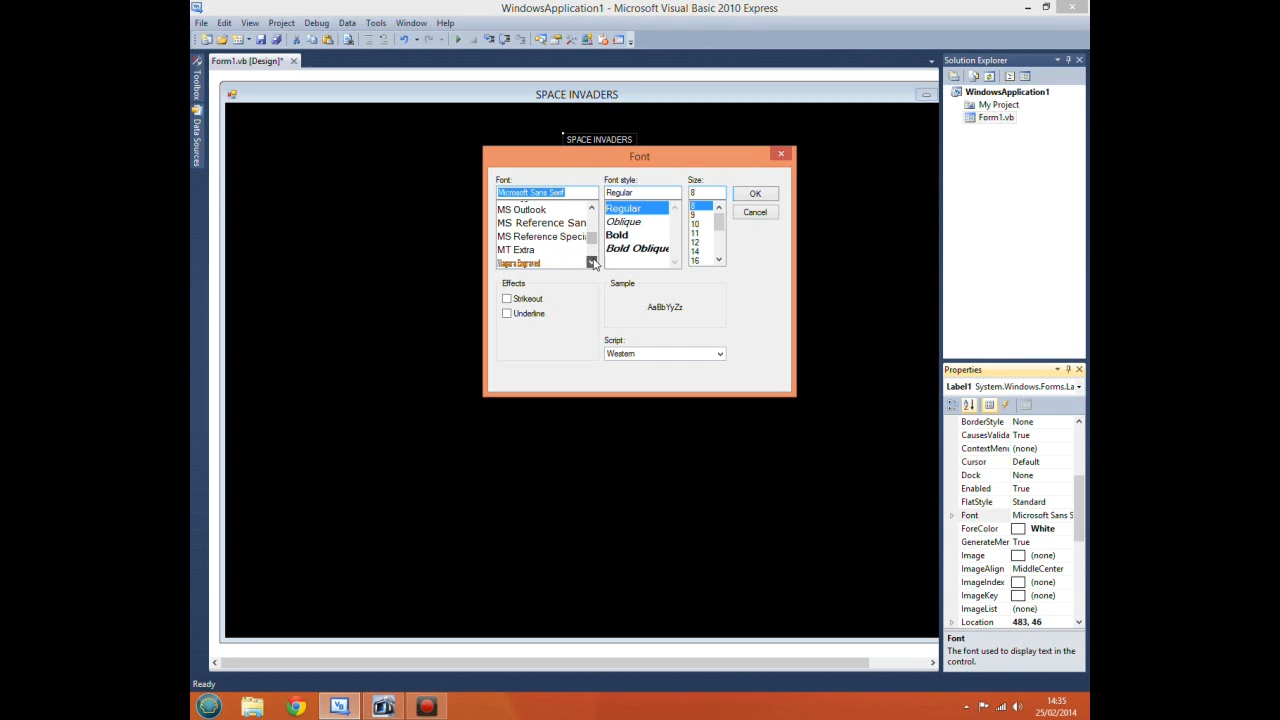 WindowsApplication1 - Microsoft Visual Basic 2010 Express
File Edit View Project Debug Data Tools Window Help
Form1.vb [Design]*
Toolbox
Data Sources
SPACE INVADERS
SPACE INVADERS
Font
Font:
Font style:
Size:
Microsoft Sans Serif
Regular
8
OK
Cancel
MS Outlook
MS Reference San
MS Reference Specia
MT Extra
Niagara Engraved
Regular
Oblique
Bold
Bold Oblique
8
9
10
11
12
14
16
Effects
Strikeout
Underline
Sample
AaBbYyZz
Script:
Western
Solution Explorer
WindowsApplication1
My Project
Form1.vb
Properties
Label1 System.Windows.Forms.La
BorderStyle None
CausesValida True
ContextMenu (none)
Cursor Default
Dock None
Enabled True
FlatStyle Standard
Font Microsoft Sans S
ForeColor White
GenerateMer True
Image (none)
ImageAlign MiddleCenter
ImageIndex (none)
ImageKey (none)
ImageList (none)
Location 483, 46
Font
The font used to display text in the
control.
Ready
14:35
25/02/2014